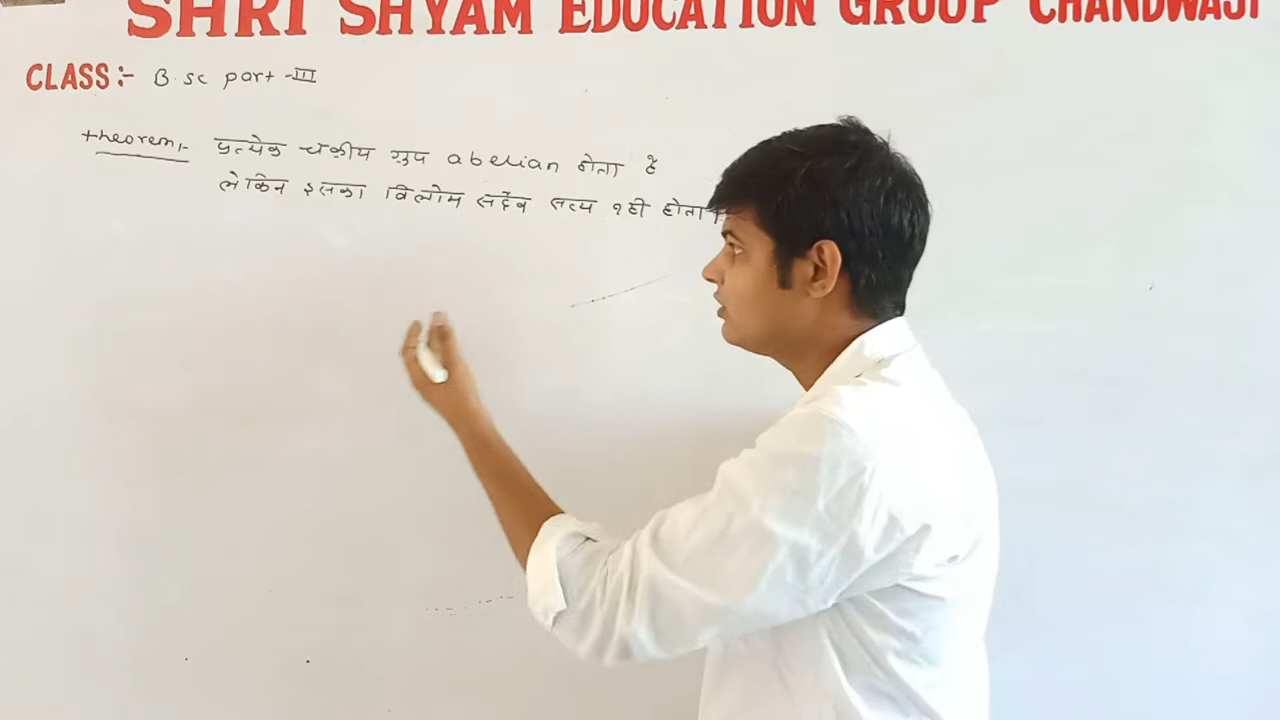 SHRI SHYAM EDUCATION GROUP CHANDWAJI
CLASS:- B.sc part-III
theorem:- प्रत्येक चक्रीय ग्रुप abelian होता है
लेकिन इसका विलोम सदैव सत्य नही होता।